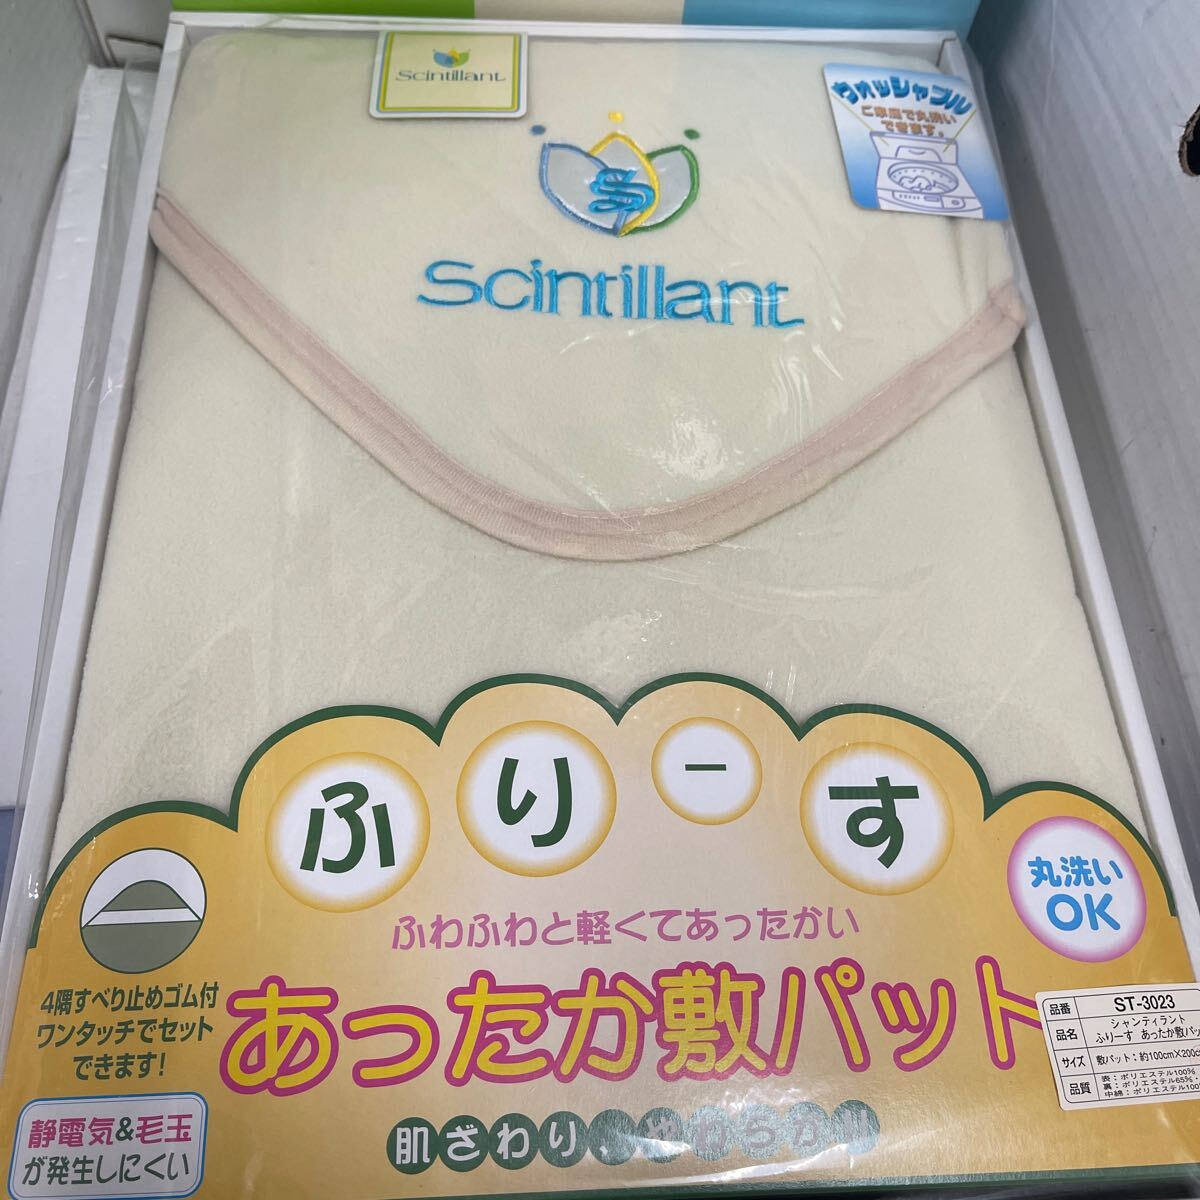 Scintillant
ウォッシャブル
ご家庭で丸洗い
できます。
S
Scintillant
ふりーす
丸洗い
OK
ふわふわと軽くてあったかい
あったか敷パット
4隅すべり止めゴム付
ワンタッチでセット
できます!
静電気&毛玉
が発生しにくい
肌ざわり
品番 ST-3023
品名 シャンティラント
ふりーす あったか敷パッ
サイズ 敷パット:約100cm×200c
品質 表:ポリエステル100%
裏:ポリエステル65%・
中綿:ポリエステル100